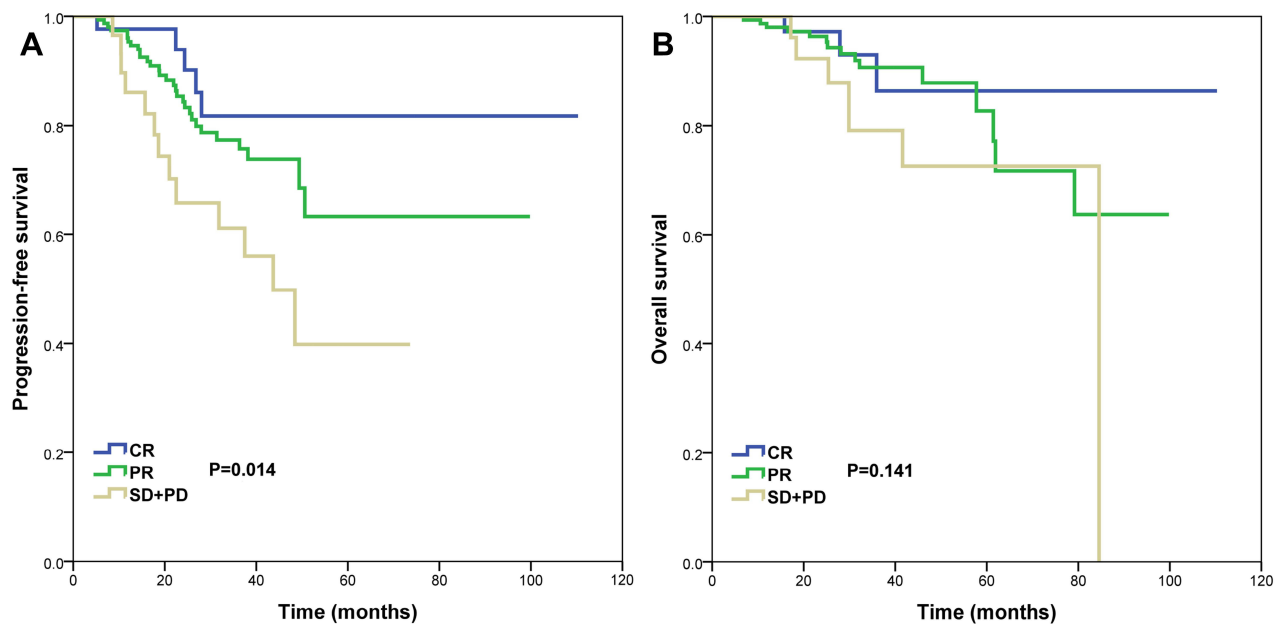 A
Progression-free survival
1.0
0.8
0.6
0.4
0.2
0.0
CR
PR
SD+PD
P=0.014
0 20 40 60 80 100 120
Time (months)
B
Overall survival
1.0
0.8
0.6
0.4
0.2
0.0
CR
PR
SD+PD
P=0.141
0 20 40 60 80 100 120
Time (months)